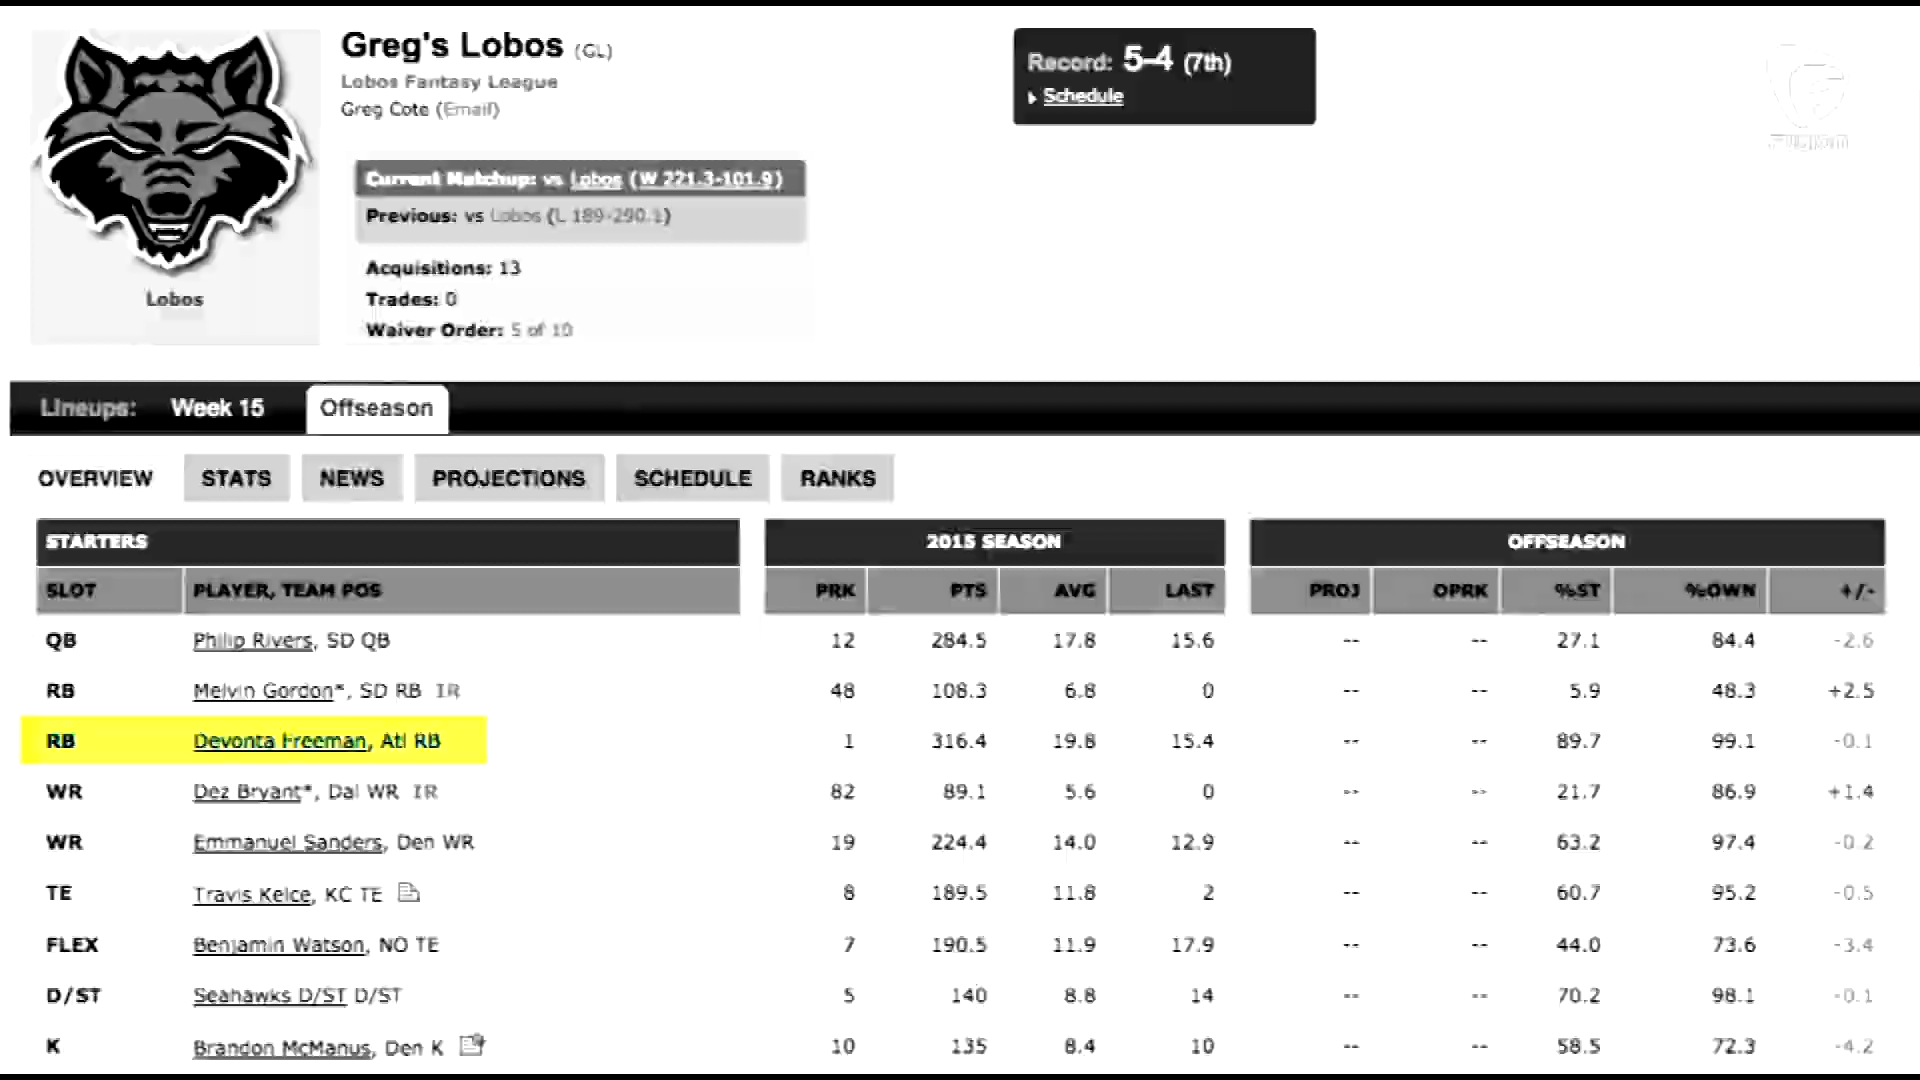 Greg's Lobos (GL)
Lobos Fantasy League
Greg Cote (Email)
Record: 5-4 (7th)
Schedule
FUSION
Current Matchup: vs Lobos (W 221.3-101.9)
Previous: vs Lobos (L 189-290.1)
Acquisitions: 13
Trades: 0
Waiver Order: 5 of 10
Lobos
Lineups: Week 15 Offseason
OVERVIEW STATS NEWS PROJECTIONS SCHEDULE RANKS
STARTERS 2015 SEASON OFFSEASON
SLOT PLAYER, TEAM POS PRK PTS AVG LAST PROJ OPRK %ST %OWN +/-
QB Philip Rivers, SD QB 12 284.5 17.8 15.6 -- -- 27.1 84.4 -2.6
RB Melvin Gordon*, SD RB IR 48 108.3 6.8 0 -- -- 5.9 48.3 +2.5
RB Devonta Freeman, Atl RB 1 316.4 19.8 15.4 -- -- 89.7 99.1 -0.1
WR Dez Bryant*, Dal WR IR 82 89.1 5.6 0 -- -- 21.7 86.9 +1.4
WR Emmanuel Sanders, Den WR 19 224.4 14.0 12.9 -- -- 63.2 97.4 -0.2
TE Travis Kelce, KC TE 8 189.5 11.8 2 -- -- 60.7 95.2 -0.5
FLEX Benjamin Watson, NO TE 7 190.5 11.9 17.9 -- -- 44.0 73.6 -3.4
D/ST Seahawks D/ST D/ST 5 140 8.8 14 -- -- 70.2 98.1 -0.1
K Brandon McManus, Den K 10 135 8.4 10 -- -- 58.5 72.3 -4.2